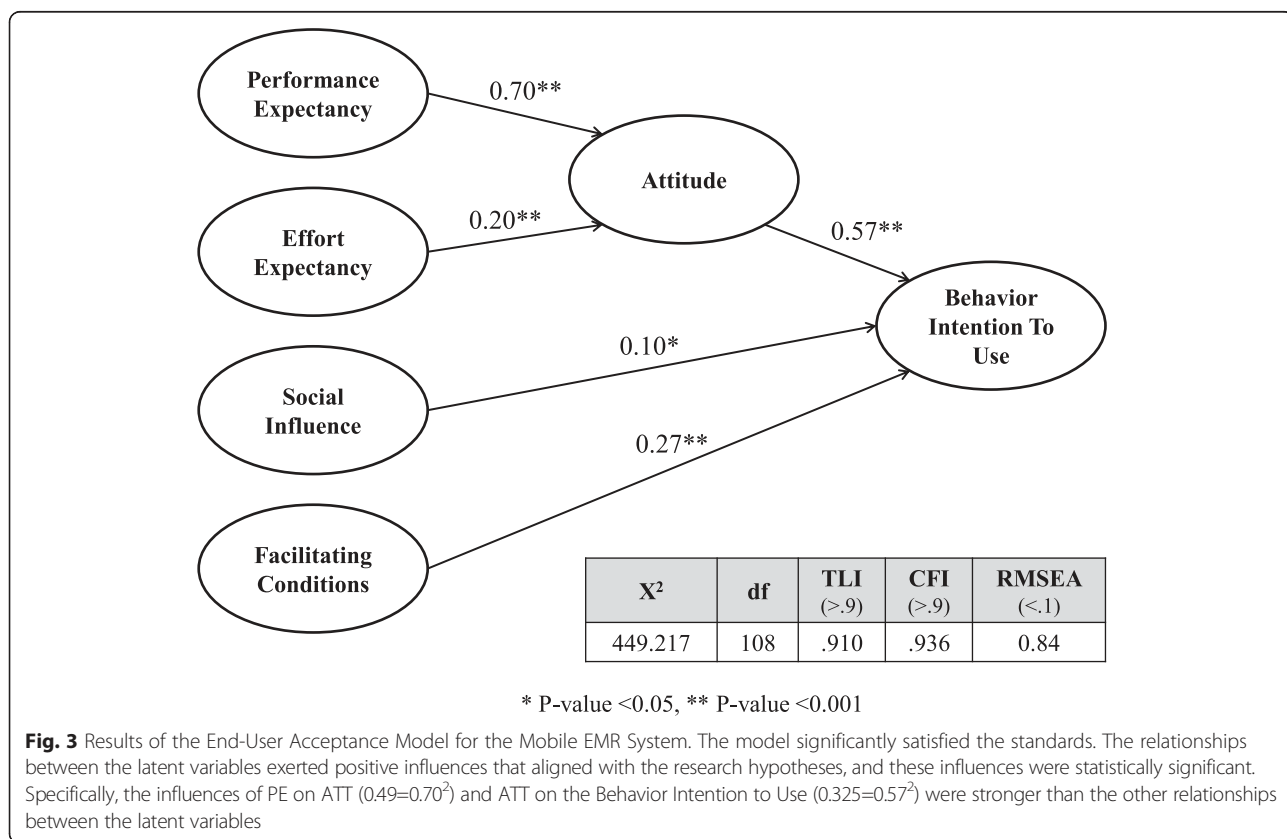 Performance
Expectancy
0.70**
Attitude
Effort
Expectancy
0.20**
0.57**
Behavior
Intention To
Use
Social
Influence
0.10*
0.27**
Facilitating
Conditions
X² df TLI CFI RMSEA
(>.9) (>.9) (<.1)
449.217 108 .910 .936 0.84
* P-value <0.05, ** P-value <0.001
Fig. 3 Results of the End-User Acceptance Model for the Mobile EMR System. The model significantly satisfied the standards. The relationships
between the latent variables exerted positive influences that aligned with the research hypotheses, and these influences were statistically significant.
Specifically, the influences of PE on ATT (0.49=0.70²) and ATT on the Behavior Intention to Use (0.325=0.57²) were stronger than the other relationships
between the latent variables